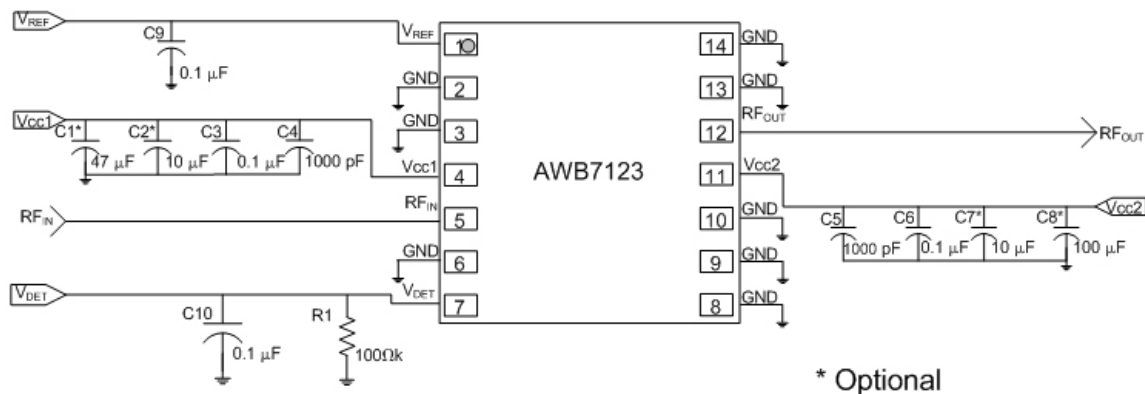 VREF
C9
0.1 µF
VREF
1
GND
2
GND
3
Vcc1
C1*
47 µF
C2*
10 µF
C3
0.1 µF
C4
1000 pF
Vcc1
4
RFIN
RFIN
5
GND
6
VDET
VDET
7
C10
0.1 µF
R1
100Ωk
AWB7123
14
GND
13
GND
RFOUT
12
RFOUT
11
Vcc2
Vcc2
C5
1000 pF
C6
0.1 µF
C7*
10 µF
C8*
100 µF
10
GND
9
GND
8
GND
* Optional